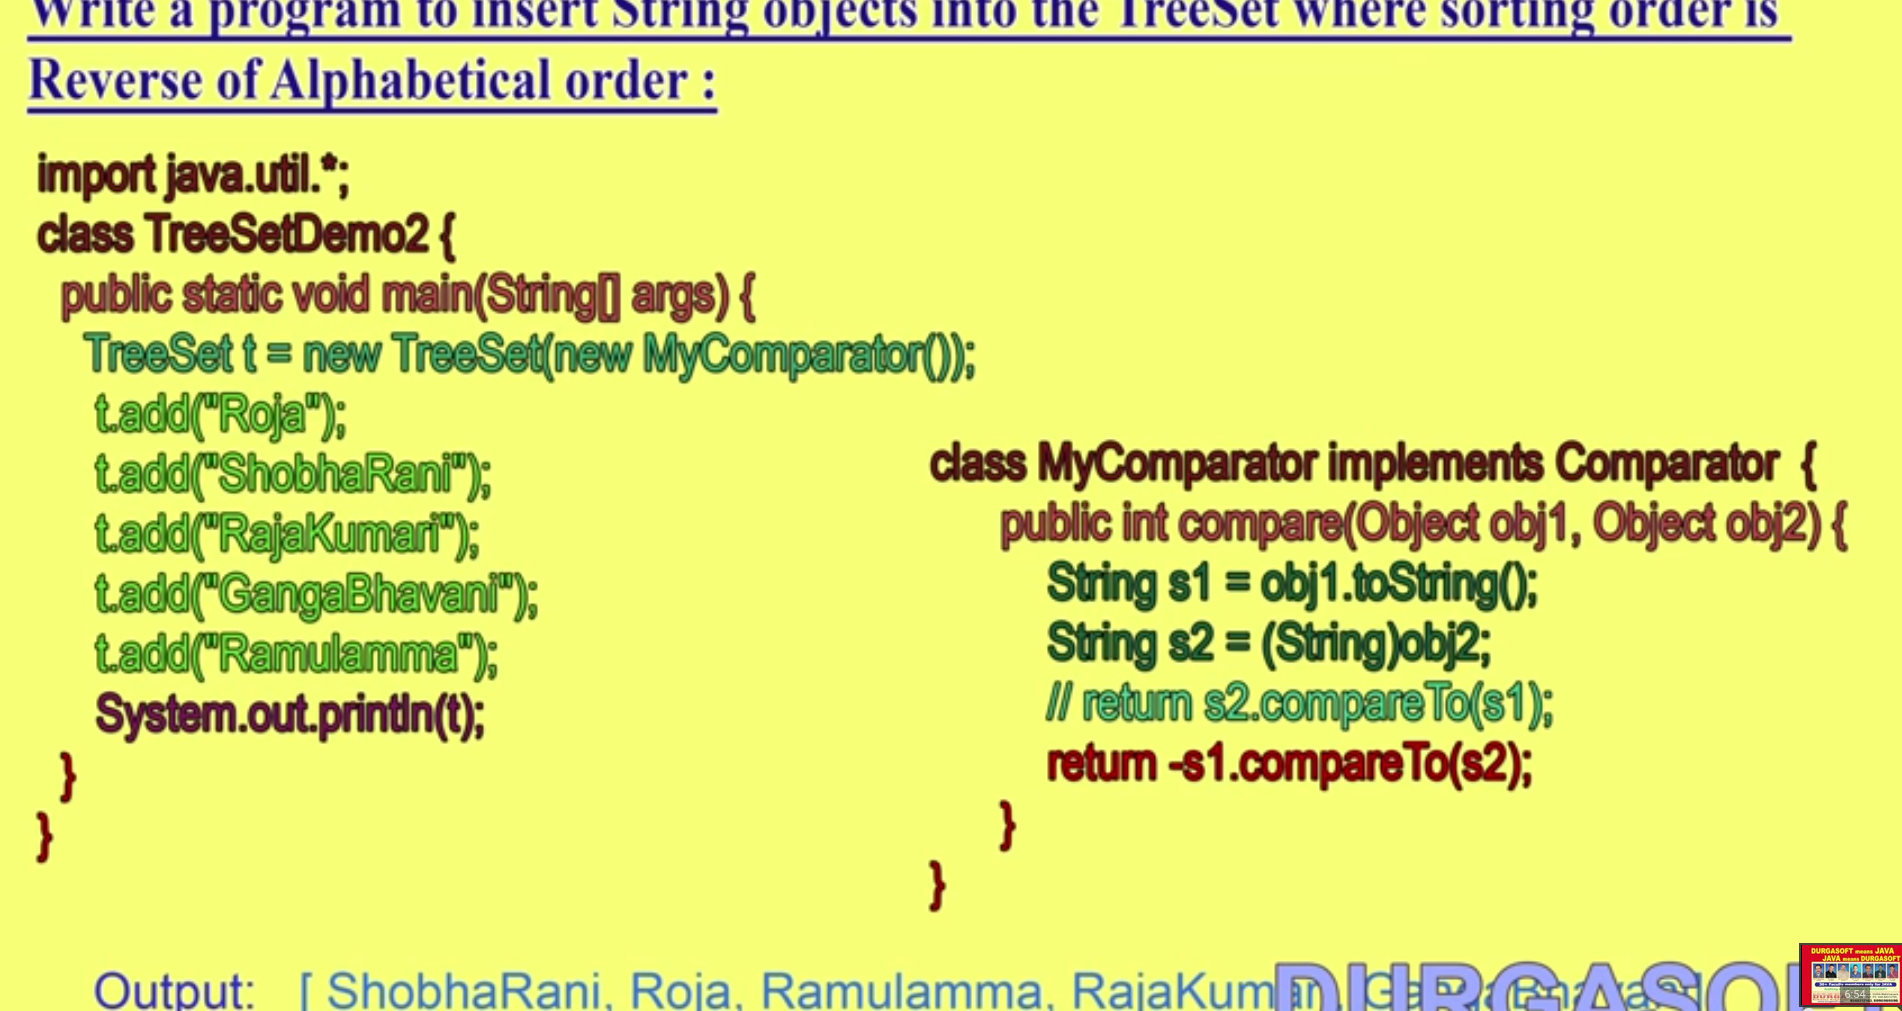 Write a program to insert String objects into the TreeSet where sorting order is
Reverse of Alphabetical order :
import java.util.*;
class TreeSetDemo2 {
public static void main(String[] args) {
TreeSet t = new TreeSet(new MyComparator());
t.add("Roja");
t.add("ShobhaRani");
t.add("RajaKumari");
t.add("GangaBhavani");
t.add("Ramulamma");
System.out.println(t);
}
}
class MyComparator implements Comparator {
public int compare(Object obj1, Object obj2) {
String s1 = obj1.toString();
String s2 = (String)obj2;
// return s2.compareTo(s1);
return -s1.compareTo(s2);
}
}
Output: [ ShobhaRani, Roja, Ramulamma, RajaKumari, GangaBhavani ]
DURGASOF
DURGASOFT means JAVA
JAVA means DURGASOFT
6:54